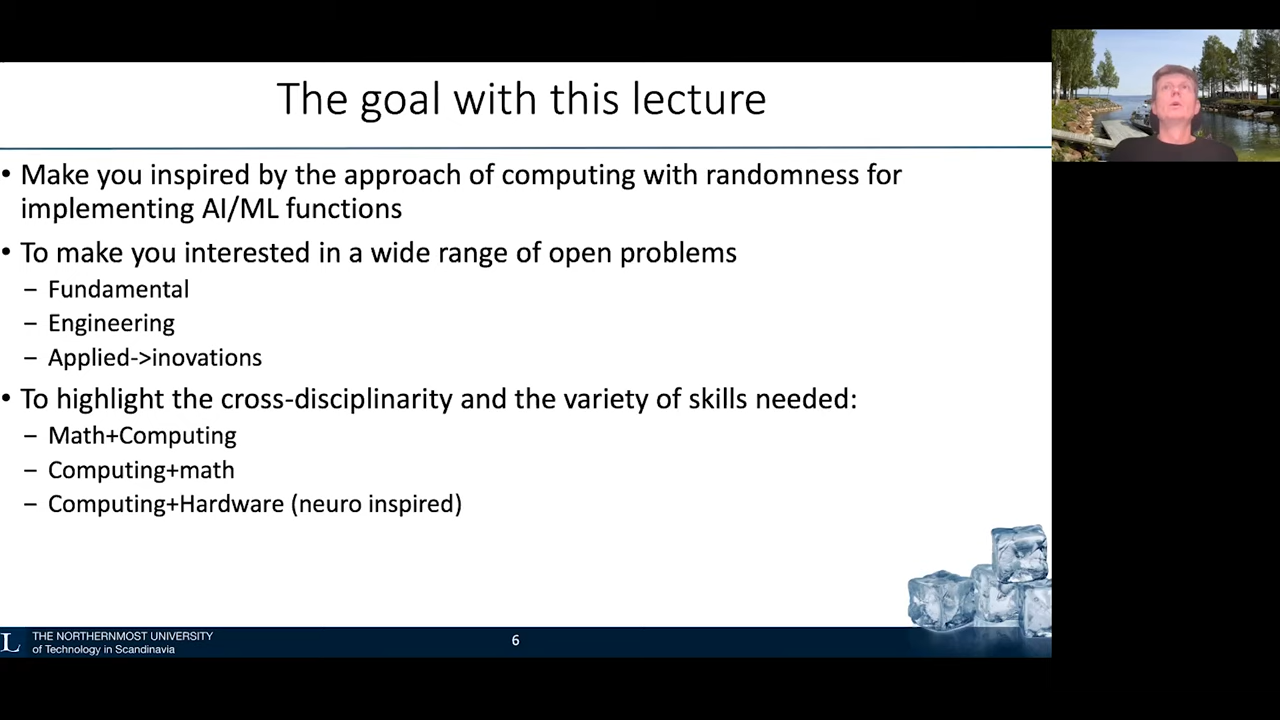 The goal with this lecture
• Make you inspired by the approach of computing with randomness for
implementing AI/ML functions
• To make you interested in a wide range of open problems
– Fundamental
– Engineering
– Applied->inovations
• To highlight the cross-disciplinarity and the variety of skills needed:
– Math+Computing
– Computing+math
– Computing+Hardware (neuro inspired)
L THE NORTHERNMOST UNIVERSITY
of Technology in Scandinavia
6